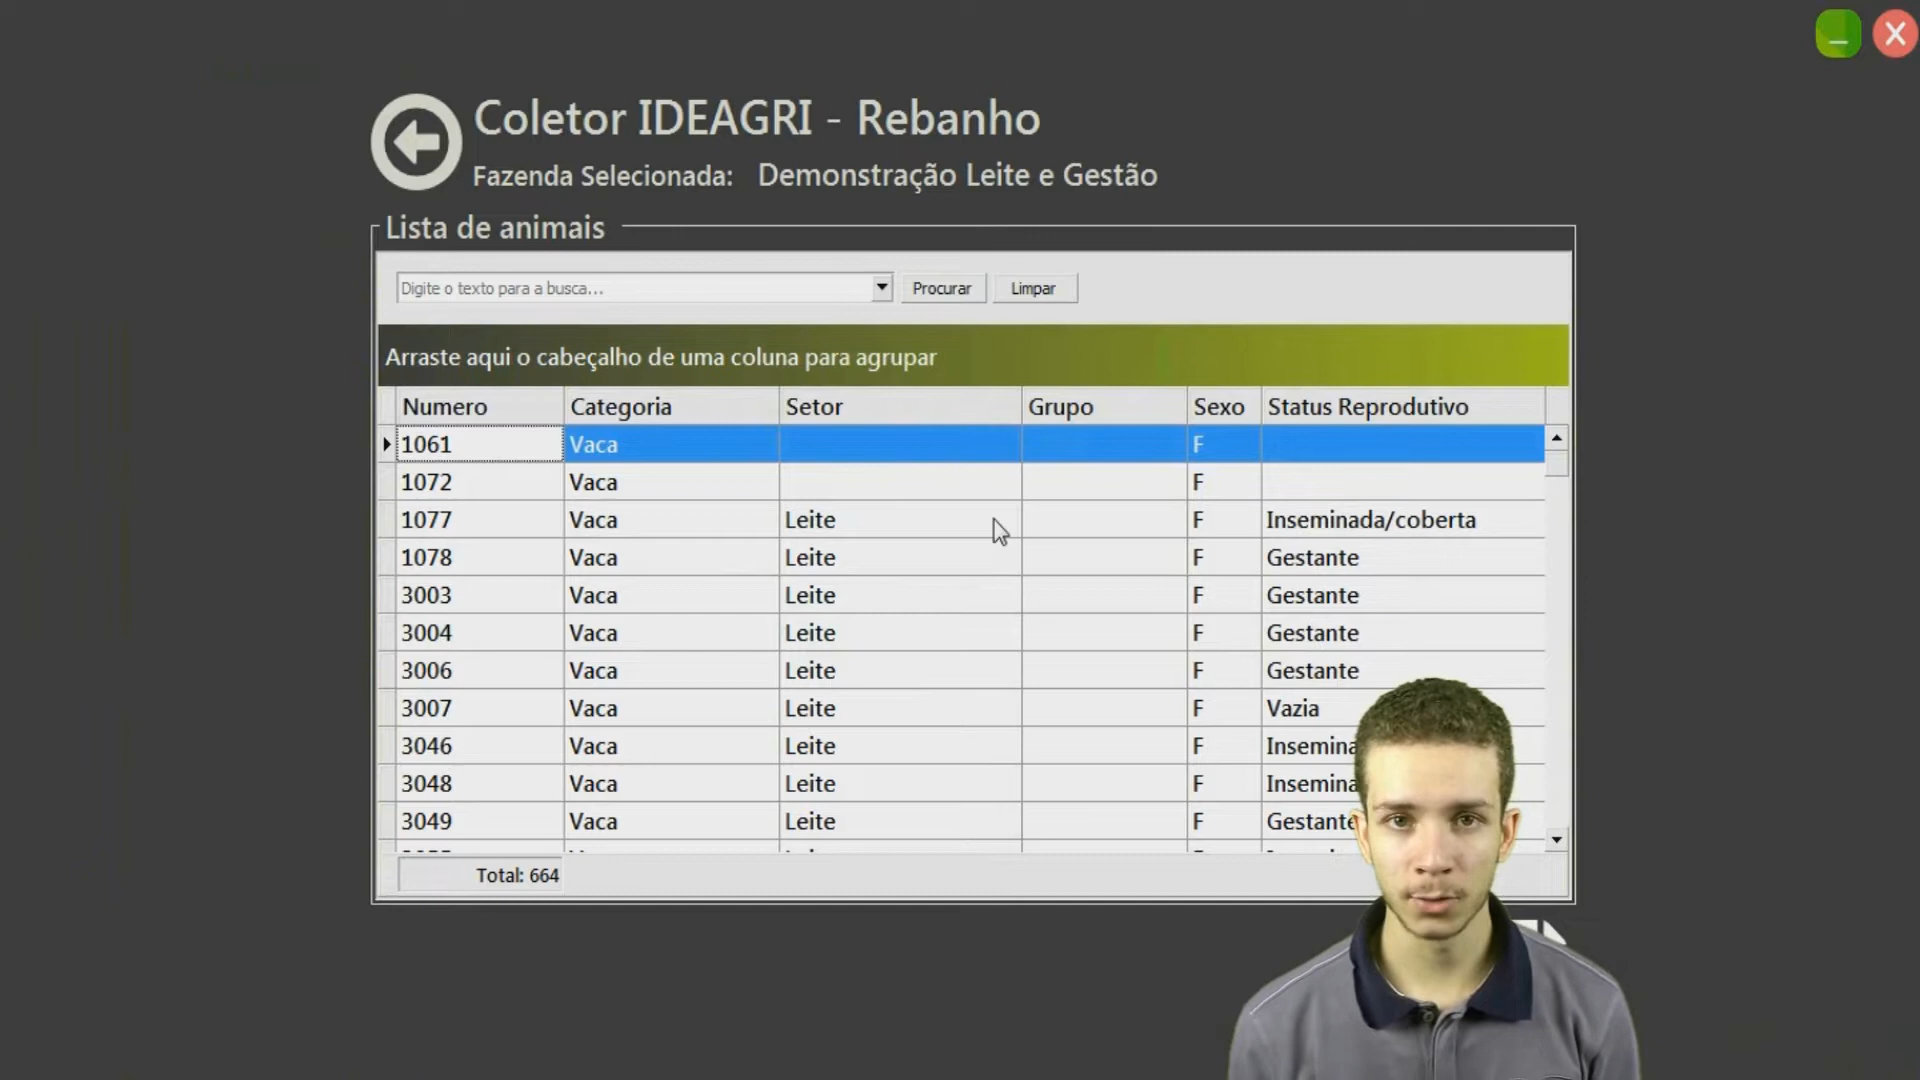 Coletor IDEAGRI - Rebanho
Fazenda Selecionada: Demonstração Leite e Gestão
Lista de animais
Digite o texto para a busca... Procurar Limpar
Arraste aqui o cabeçalho de uma coluna para agrupar
Numero Categoria Setor Grupo Sexo Status Reprodutivo
1061 Vaca F
1072 Vaca F
1077 Vaca Leite F Inseminada/coberta
1078 Vaca Leite F Gestante
3003 Vaca Leite F Gestante
3004 Vaca Leite F Gestante
3006 Vaca Leite F Gestante
3007 Vaca Leite F Vazia
3046 Vaca Leite F Insemina
3048 Vaca Leite F Insemina
3049 Vaca Leite F Gestante
Total: 664